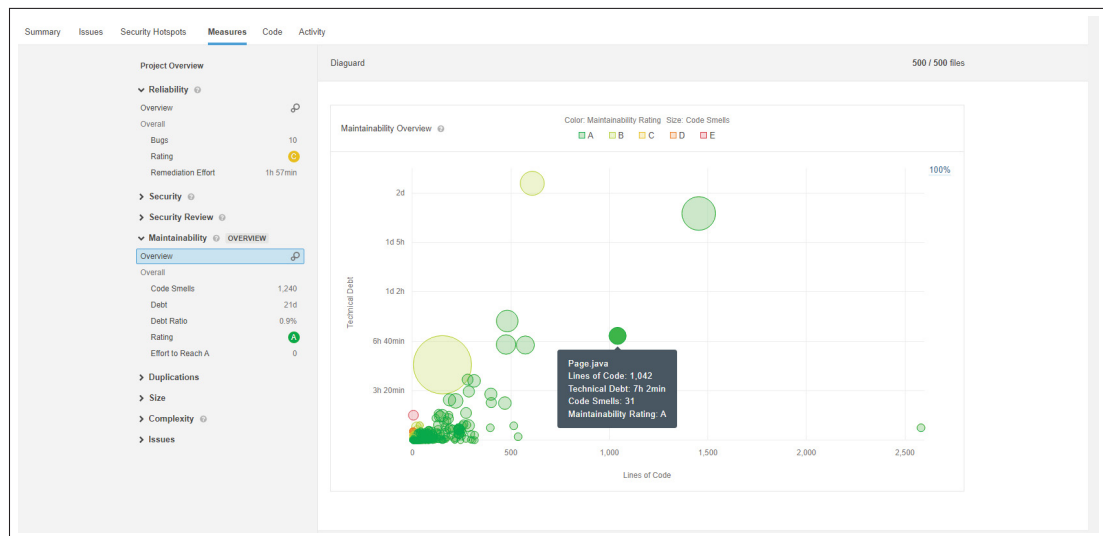 Summary Issues Security Hotspots Measures Code Activity
Project Overview
Reliability
Overview
Overall
Bugs 10
Rating C
Remediation Effort 1h 57min
Security
Security Review
Maintainability OVERVIEW
Overview
Overall
Code Smells 1,240
Debt 21d
Debt Ratio 0.9%
Rating A
Effort to Reach A 0
Duplications
Size
Complexity
Issues
Diaguard 500 / 500 files
Maintainability Overview
Color: Maintainability Rating Size: Code Smells
A B C D E
100%
Technical Debt
2d
1d 5h
1d 2h
6h 40min
3h 20min
0
Page.java
Lines of Code: 1,042
Technical Debt: 7h 2min
Code Smells: 31
Maintainability Rating: A
0 500 1,000 1,500 2,000 2,500
Lines of Code